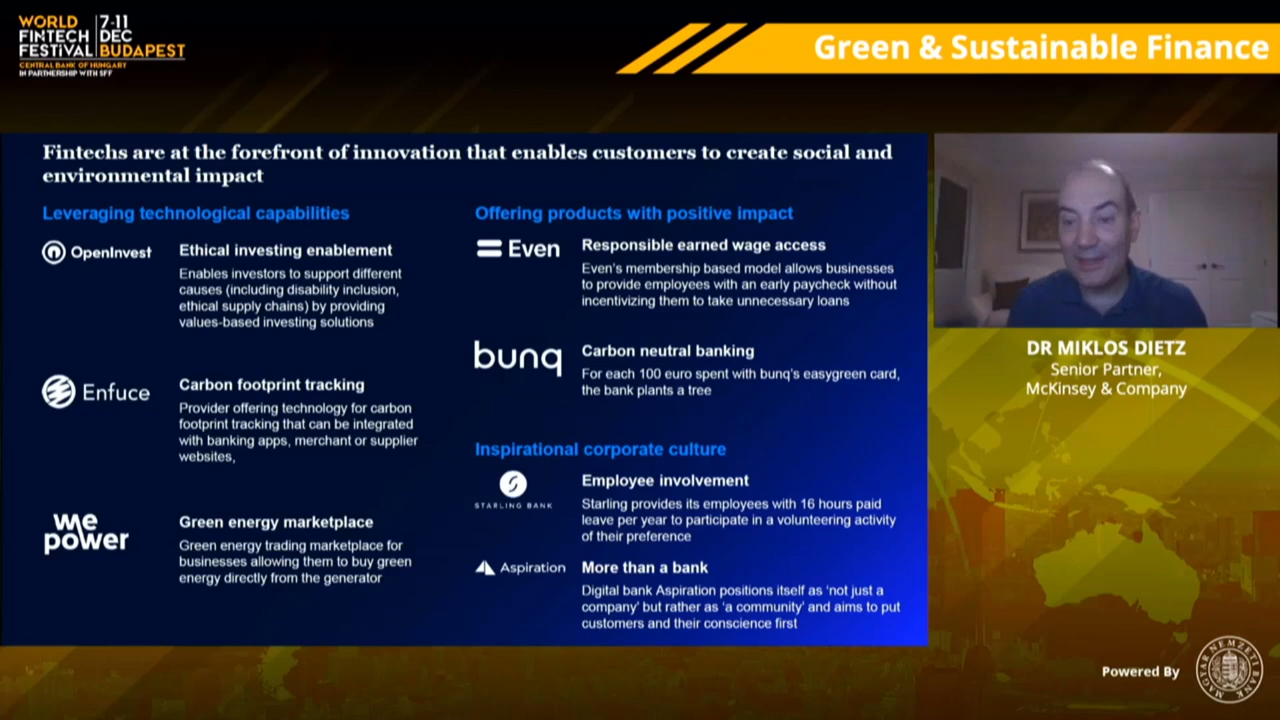 WORLD
FINTECH
FESTIVAL
7-11
DEC
BUDAPEST
CENTRAL BANK OF HUNGARY
IN PARTNERSHIP WITH SFF
Green & Sustainable Finance
Fintechs are at the forefront of innovation that enables customers to create social and
environmental impact
Leveraging technological capabilities
OpenInvest
Ethical investing enablement
Enables investors to support different
causes (including disability inclusion,
ethical supply chains) by providing
values-based investing solutions
Enfuce
Carbon footprint tracking
Provider offering technology for carbon
footprint tracking that can be integrated
with banking apps, merchant or supplier
websites,
we
power
Green energy marketplace
Green energy trading marketplace for
businesses allowing them to buy green
energy directly from the generator
Offering products with positive impact
Even
Responsible earned wage access
Even's membership based model allows businesses
to provide employees with an early paycheck without
incentivizing them to take unnecessary loans
bunq
Carbon neutral banking
For each 100 euro spent with bunq's easygreen card,
the bank plants a tree
Inspirational corporate culture
STARLING BANK
Employee involvement
Starling provides its employees with 16 hours paid
leave per year to participate in a volunteering activity
of their preference
Aspiration
More than a bank
Digital bank Aspiration positions itself as 'not just a
company' but rather as 'a community' and aims to put
customers and their conscience first
DR MIKLOS DIETZ
Senior Partner,
McKinsey & Company
Powered By
MAGYAR NEMZETI BANK